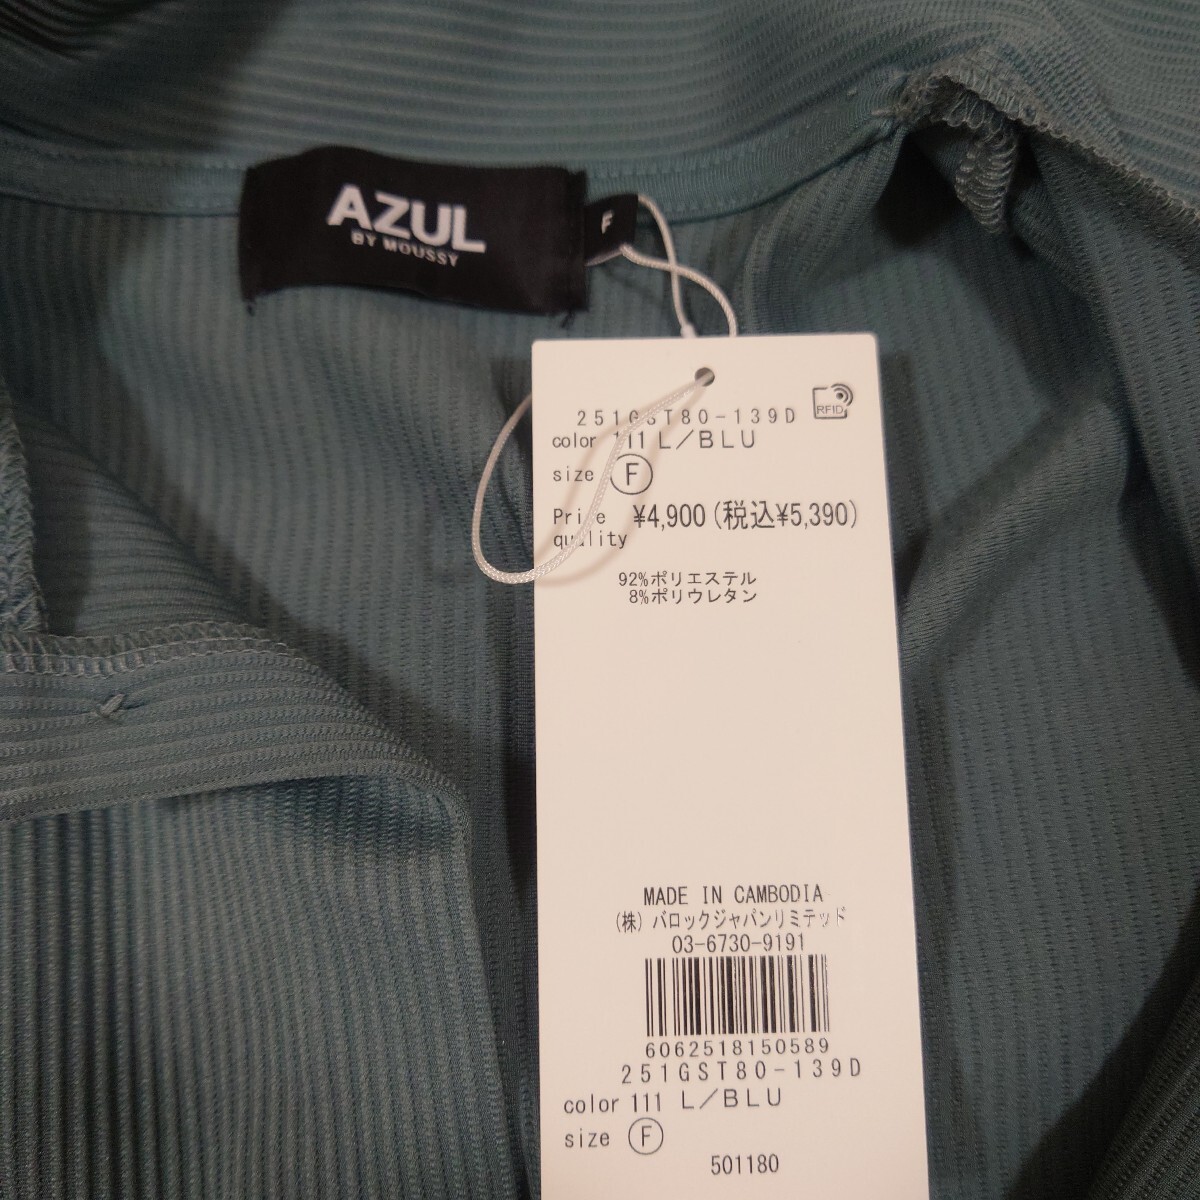 AZUL
BY MOUSSY
F
RFID
251GST80-139D
color 111 L/BLU
size F
Price ¥4,900(税込¥5,390)
quality
92%ポリエステル
8%ポリウレタン
MADE IN CAMBODIA
(株)バロックジャパンリミテッド
03-6730-9191
6062518150589
251GST80-139D
color 111 L/BLU
size F
501180